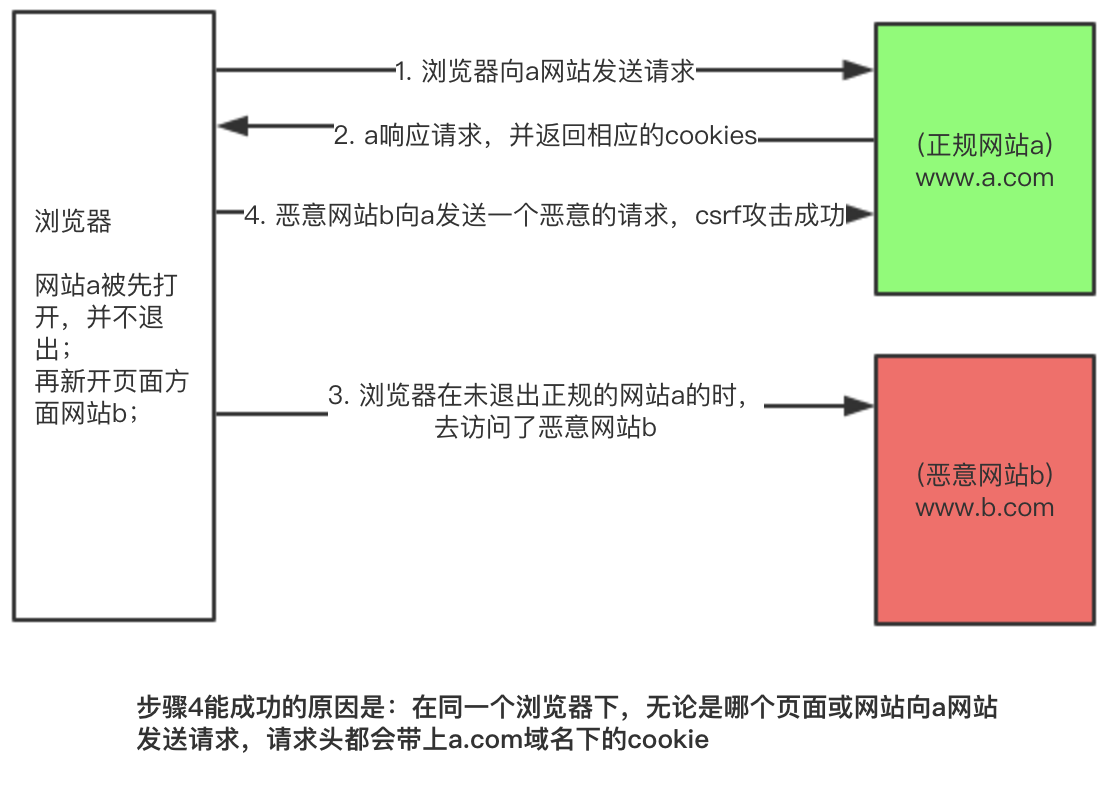 1. 浏览器向a网站发送请求
2. a响应请求，并返回相应的cookies
（正规网站a）
www.a.com
4. 恶意网站b向a发送一个恶意的请求，csrf攻击成功
浏览器
网站a被先打
开，并不退
出；
再新开页面方
面网站b；
3. 浏览器在未退出正规的网站a的时，
去访问了恶意网站b
（恶意网站b）
www.b.com
步骤4能成功的原因是：在同一个浏览器下，无论是哪个页面或网站向a网站
发送请求，请求头都会带上a.com域名下的cookie